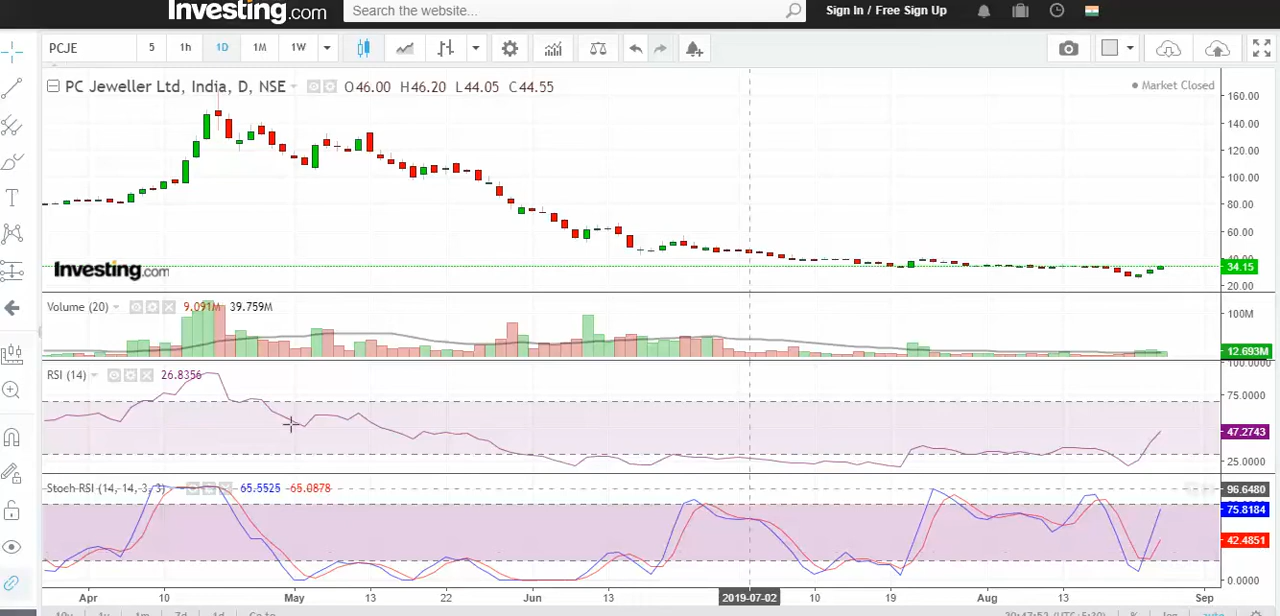 Investing.com Search the website... Sign In / Free Sign Up
PCJE 5 1h 1D 1M 1W
PC Jeweller Ltd, India, D, NSE O46.00 H46.20 L44.05 C44.55 Market Closed
160.00
140.00
120.00
100.00
80.00
60.00
40.00
Investing.com 34.15
20.00
Volume (20) 9.091M 39.759M
100M
12.693M
RSI (14) 26.8356
75.0000
47.2743
25.0000
Stoch RSI (14, 14, 3, 3) 65.5525 65.0878
96.6480
75.8184
42.4851
0.0000
Apr 10 16 22 May 13 22 Jun 13 2019-07-02 10 19 Aug 13 Sep